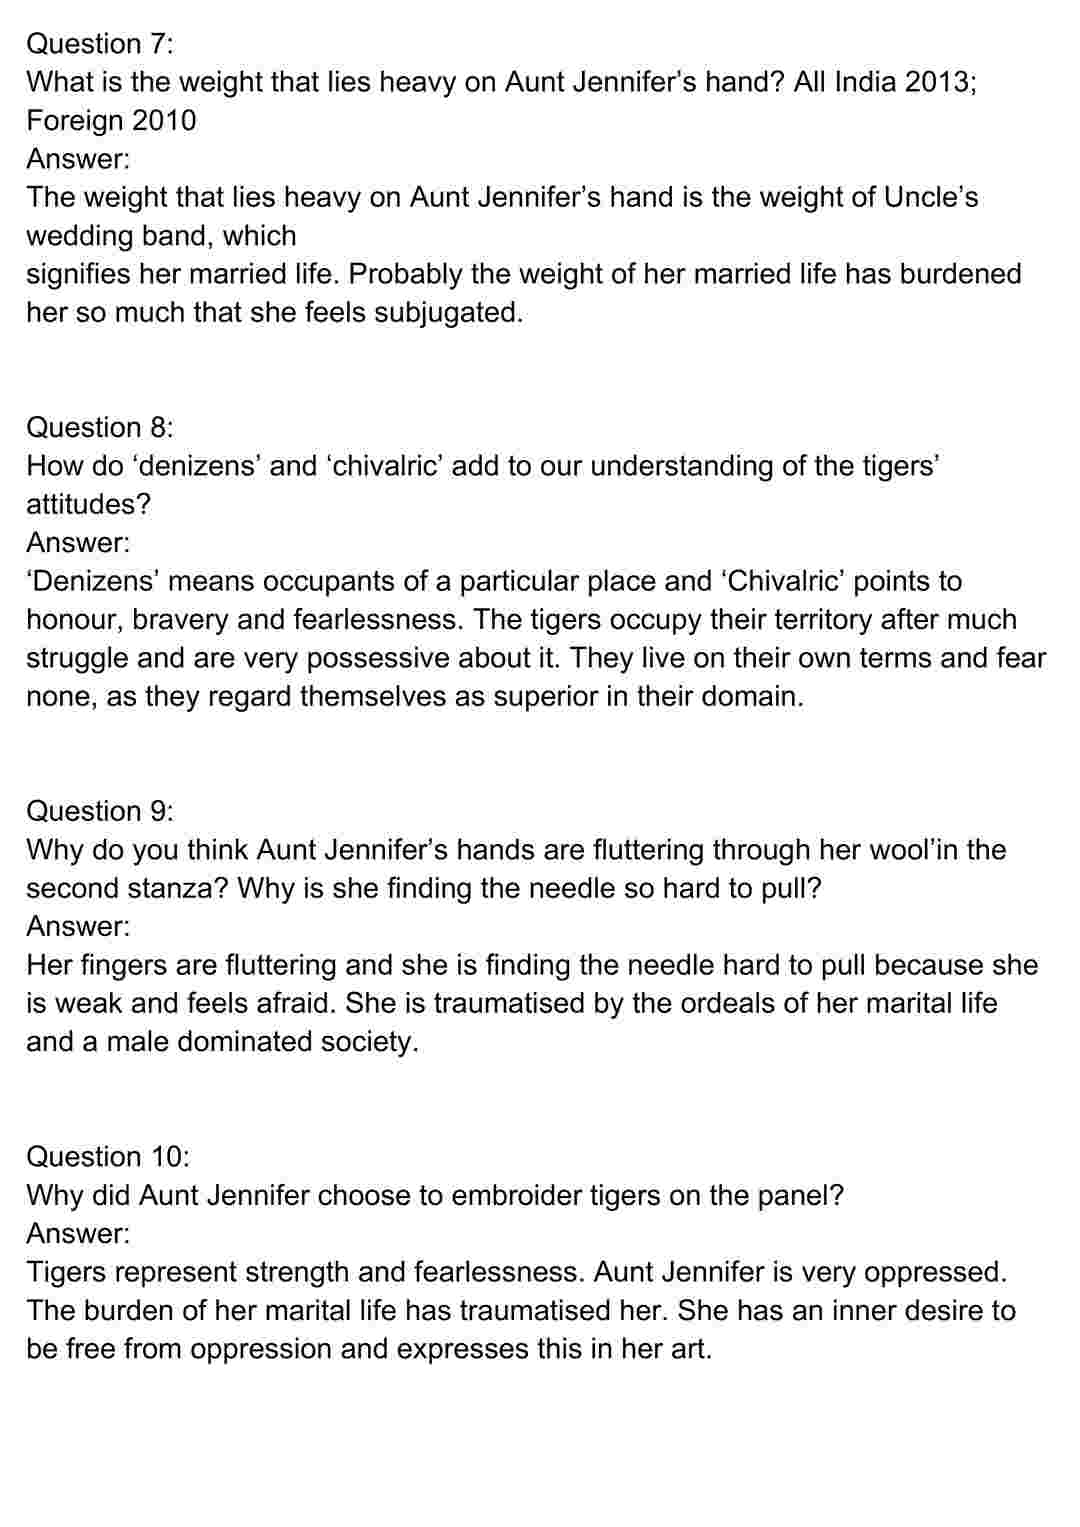 Question 7:
What is the weight that lies heavy on Aunt Jennifer's hand? All India 2013;
Foreign 2010
Answer:
The weight that lies heavy on Aunt Jennifer’s hand is the weight of Uncle’s
wedding band, which
signifies her married life. Probably the weight of her married life has burdened
her so much that she feels subjugated.
Question 8:
How do ‘denizens’ and ‘chivalric’ add to our understanding of the tigers’
attitudes?
Answer:
‘Denizens’ means occupants of a particular place and ‘Chivalric’ points to
honour, bravery and fearlessness. The tigers occupy their territory after much
struggle and are very possessive about it. They live on their own terms and fear
none, as they regard themselves as superior in their domain.
Question 9:
Why do you think Aunt Jennifer’s hands are fluttering through her wool’in the
second stanza? Why is she finding the needle so hard to pull?
Answer:
Her fingers are fluttering and she is finding the needle hard to pull because she
is weak and feels afraid. She is traumatised by the ordeals of her marital life
and a male dominated society.
Question 10:
Why did Aunt Jennifer choose to embroider tigers on the panel?
Answer:
Tigers represent strength and fearlessness. Aunt Jennifer is very oppressed.
The burden of her marital life has traumatised her. She has an inner desire to
be free from oppression and expresses this in her art.